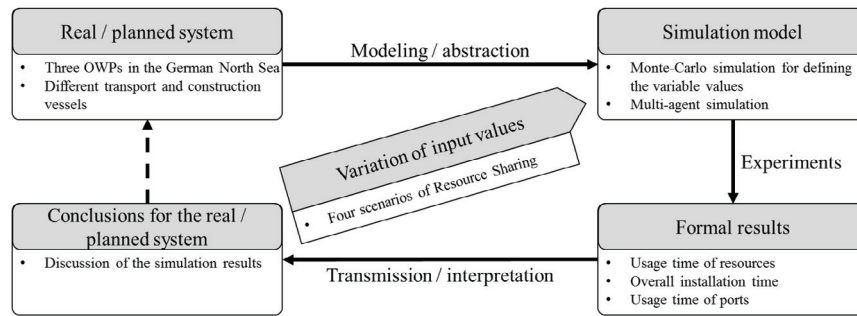 Real / planned system
• Three OWPs in the German North Sea
• Different transport and construction
vessels
Modeling / abstraction
Simulation model
• Monte-Carlo simulation for defining
the variable values
• Multi-agent simulation
Variation of input values
• Four scenarios of Resource Sharing
Experiments
Conclusions for the real /
planned system
• Discussion of the simulation results
Transmission / interpretation
Formal results
• Usage time of resources
• Overall installation time
• Usage time of ports